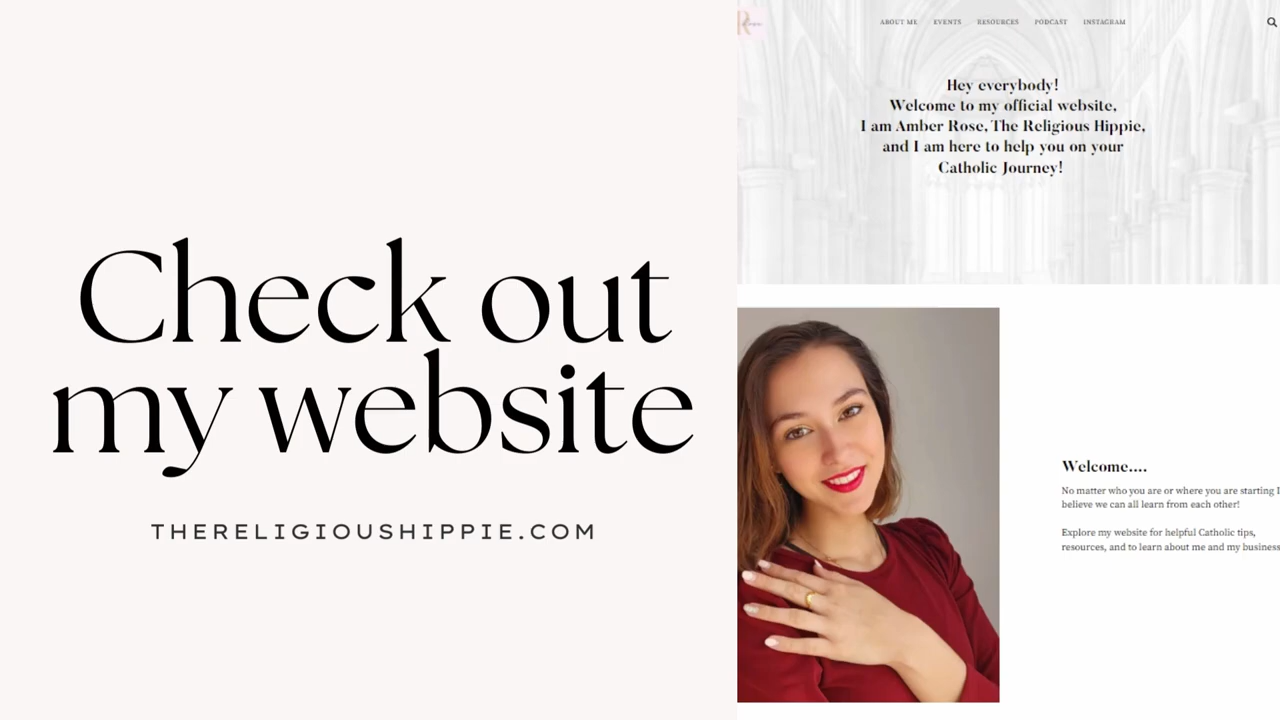 Check out
my website
THERELIGIOUSHIPPIE.COM
ABOUT ME EVENTS RESOURCES PODCAST INSTAGRAM
Hey everybody!
Welcome to my official website,
I am Amber Rose, The Religious Hippie,
and I am here to help you on your
Catholic Journey!
Welcome....
No matter who you are or where you are starting I
believe we can all learn from each other!
Explore my website for helpful Catholic tips,
resources, and to learn about me and my business